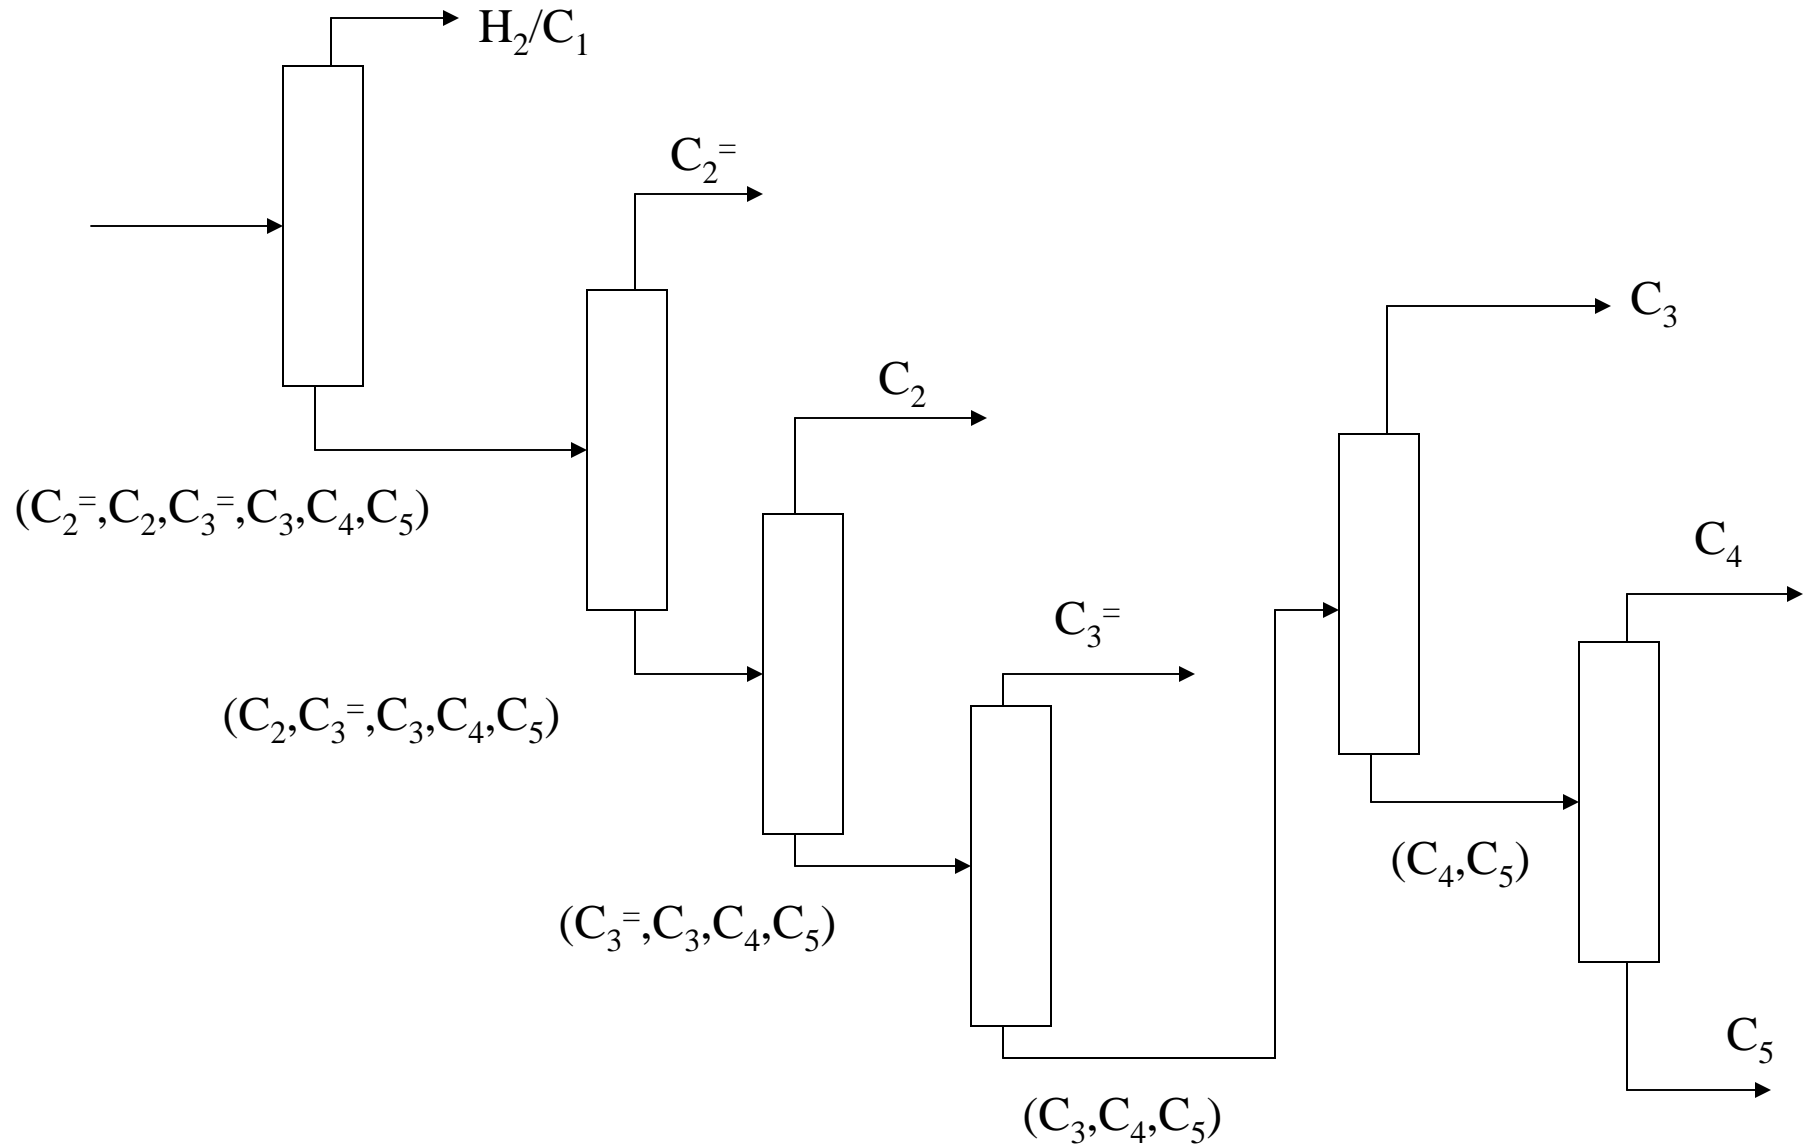 H₂/C₁
C₂⁼
C₃
C₂
(C₂⁼,C₂,C₃⁼,C₃,C₄,C₅)
C₄
C₃⁼
(C₂,C₃⁼,C₃,C₄,C₅)
(C₄,C₅)
(C₃⁼,C₃,C₄,C₅)
C₅
(C₃,C₄,C₅)